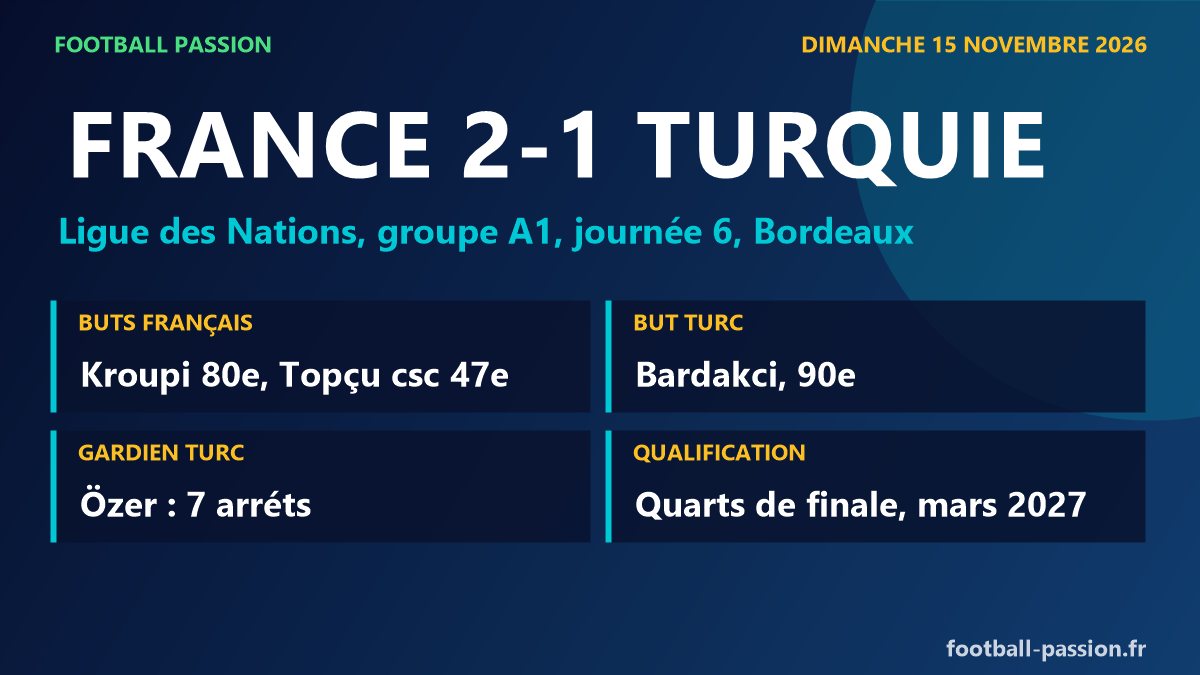 FOOTBALL PASSION
DIMANCHE 15 NOVEMBRE 2026
FRANCE 2-1 TURQUIE
Ligue des Nations, groupe A1, journée 6, Bordeaux
BUTS FRANÇAIS
Kroupi 80e, Topçu csc 47e
BUT TURC
Bardakci, 90e
GARDIEN TURC
Özer : 7 arréts
QUALIFICATION
Quarts de finale, mars 2027
football-passion.fr